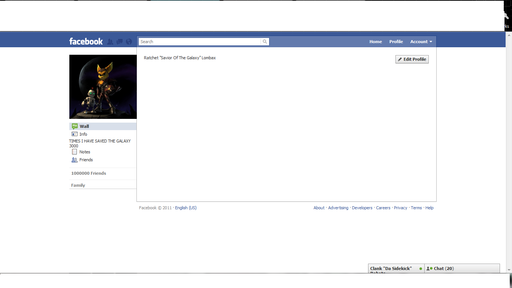 facebook
Search
Home Profile Account
Ratchet "Savior Of The Galaxy" Lombax
Edit Profile
Wall
Info
TIMES I HAVE SAVED THE GALAXY
3000
Notes
Friends
1000000 Friends
Family
Facebook © 2011 · English (US)
About · Advertising · Developers · Careers · Privacy · Terms · Help
Clank "Da Sidekick"
Chat (20)